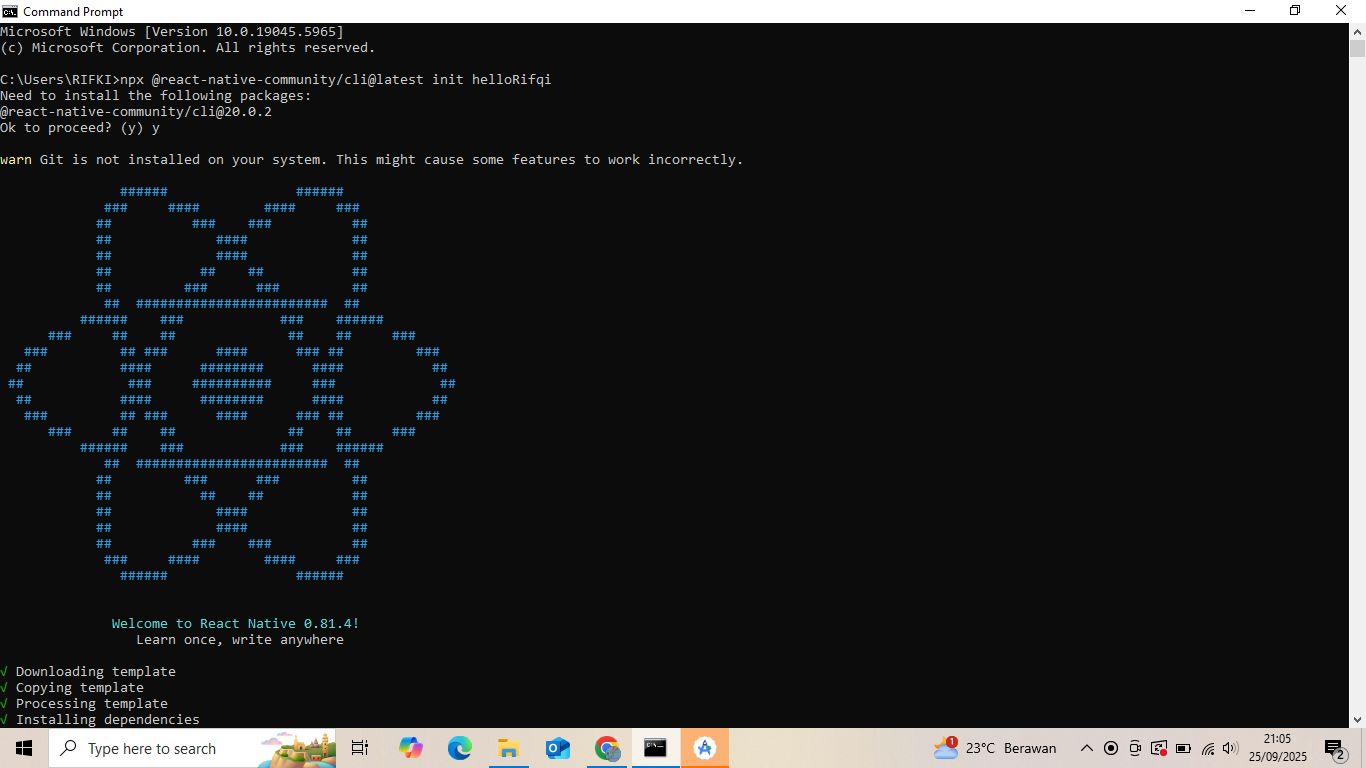 Command Prompt
Microsoft Windows [Version 10.0.19045.5965]
(c) Microsoft Corporation. All rights reserved.
C:\Users\RIFKI>npx @react-native-community/cli@latest init helloRifqi
Need to install the following packages:
@react-native-community/cli@20.0.2
Ok to proceed? (y) y
warn Git is not installed on your system. This might cause some features to work incorrectly.
               ######                ######
             ###     ####        ####     ###
            ##          ###    ###          ##
            ##             ####             ##
            ##             ####             ##
            ##           ##    ##           ##
            ##         ###      ###         ##
             ##  ########################  ##
          ######    ###            ###    ######
      ###     ##    ##              ##    ##     ###
   ###         ## ###      ####      ### ##         ###
  ##           ####      ########      ####           ##
 ##             ###     ##########     ###             ##
  ##           ####      ########      ####           ##
   ###         ## ###      ####      ### ##         ###
      ###     ##    ##              ##    ##     ###
          ######    ###            ###    ######
             ##  ########################  ##
            ##         ###      ###         ##
            ##           ##    ##           ##
            ##             ####             ##
            ##             ####             ##
            ##          ###    ###          ##
             ###     ####        ####     ###
               ######                ######
Welcome to React Native 0.81.4!
Learn once, write anywhere
√ Downloading template
√ Copying template
√ Processing template
√ Installing dependencies
Type here to search
1
23°C Berawan
21:05
25/09/2025
2